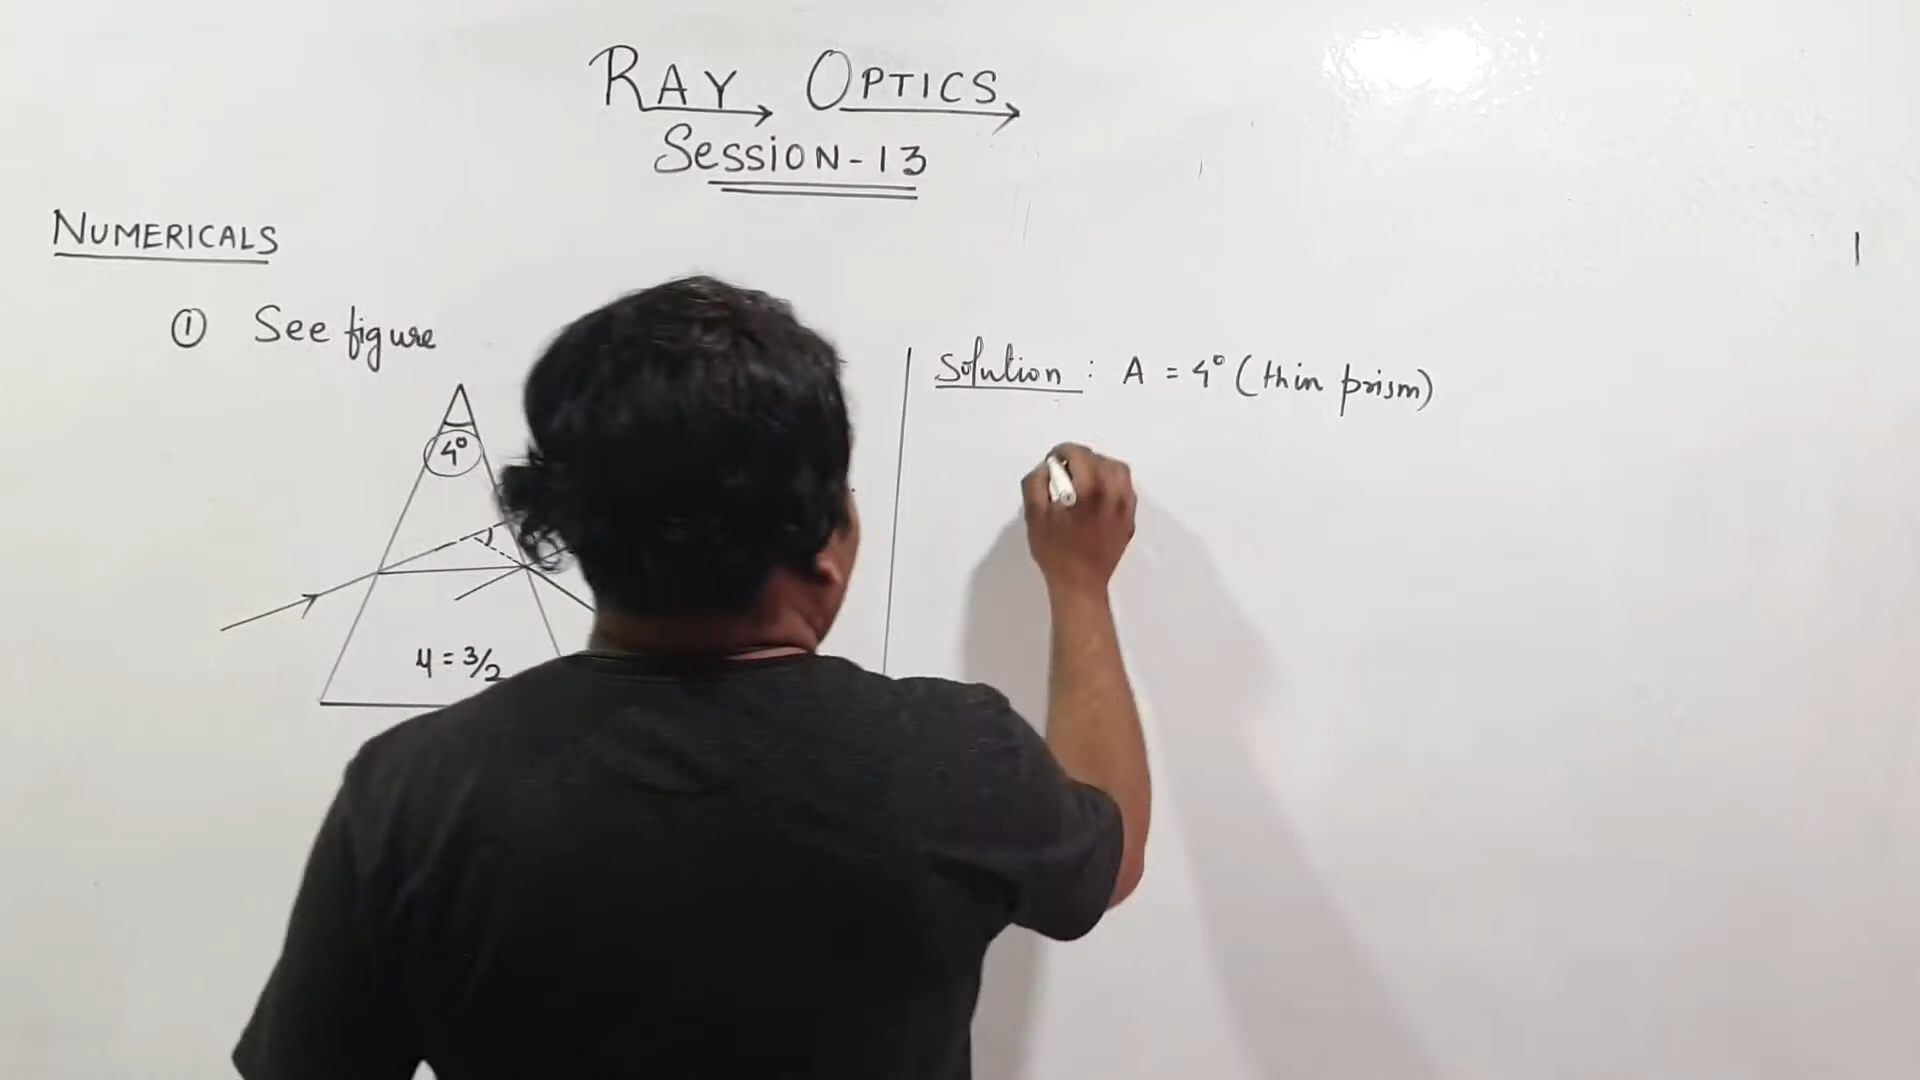 RAY OPTICS
SESSION-13
NUMERICALS
① See figure
4°
μ = 3/2
Solution : A = 4° (thin prism)